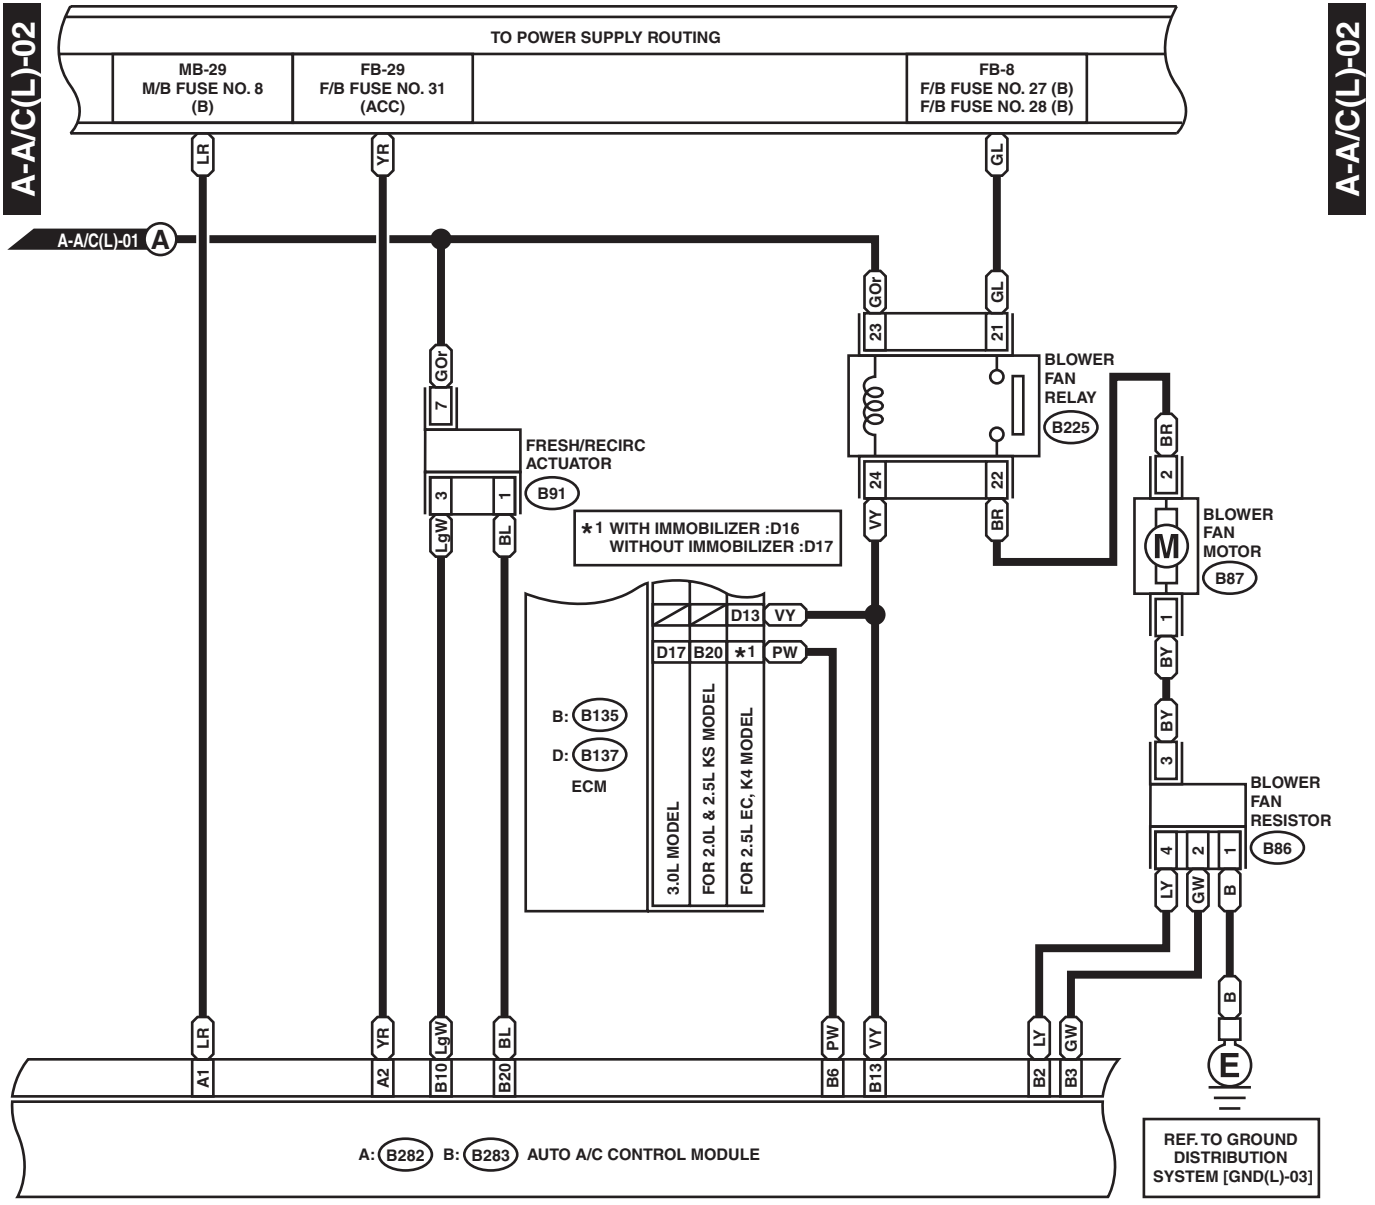 A-A/C(L)-02
A-A/C(L)-02
TO POWER SUPPLY ROUTING
MB-29
M/B FUSE NO. 8
(B)
FB-29
F/B FUSE NO. 31
(ACC)
FB-8
F/B FUSE NO. 27 (B)
F/B FUSE NO. 28 (B)
LR
YR
GL
A-A/C(L)-01
A
GOr
GL
23
21
BLOWER
FAN
RELAY
B225
24
22
VY
BR
GOr
7
FRESH/RECIRC
ACTUATOR
B91
3
1
LgW
BL
*1 WITH IMMOBILIZER :D16
WITHOUT IMMOBILIZER :D17
BR
2
M
BLOWER
FAN
MOTOR
B87
1
BY
BY
3
D13
VY
D17
B20
*1
PW
B: B135
D: B137
ECM
3.0L MODEL
FOR 2.0L & 2.5L KS MODEL
FOR 2.5L EC, K4 MODEL
BLOWER
FAN
RESISTOR
B86
4
2
1
LY
GW
B
B
E
REF. TO GROUND
DISTRIBUTION
SYSTEM [GND(L)-03]
LR
YR
LgW
BL
PW
VY
LY
GW
A1
A2
B10
B20
B6
B13
B2
B3
A: B282 B: B283 AUTO A/C CONTROL MODULE